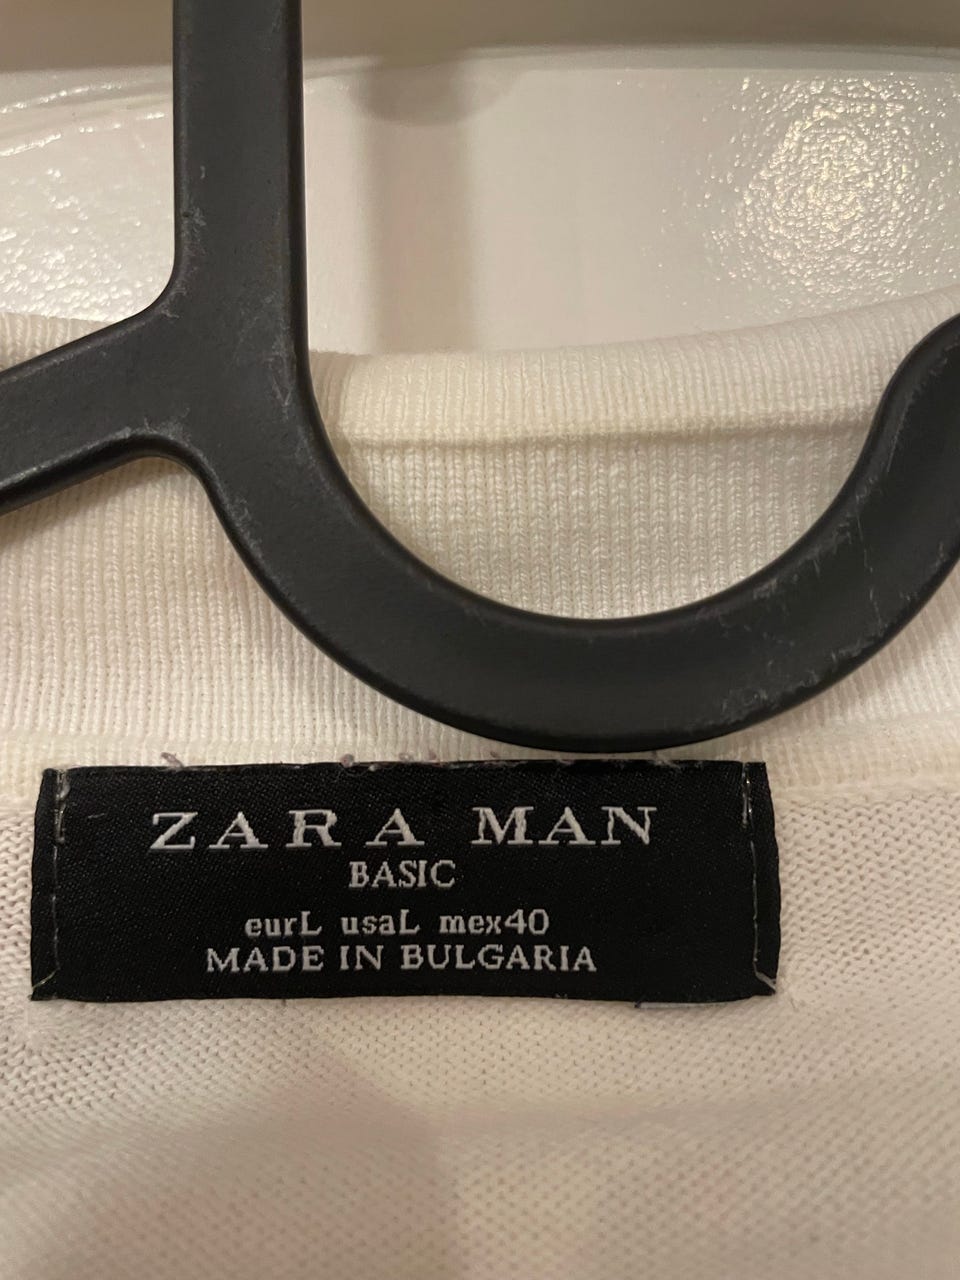 ZARA MAN
BASIC
eurL usaL mex40
MADE IN BULGARIA